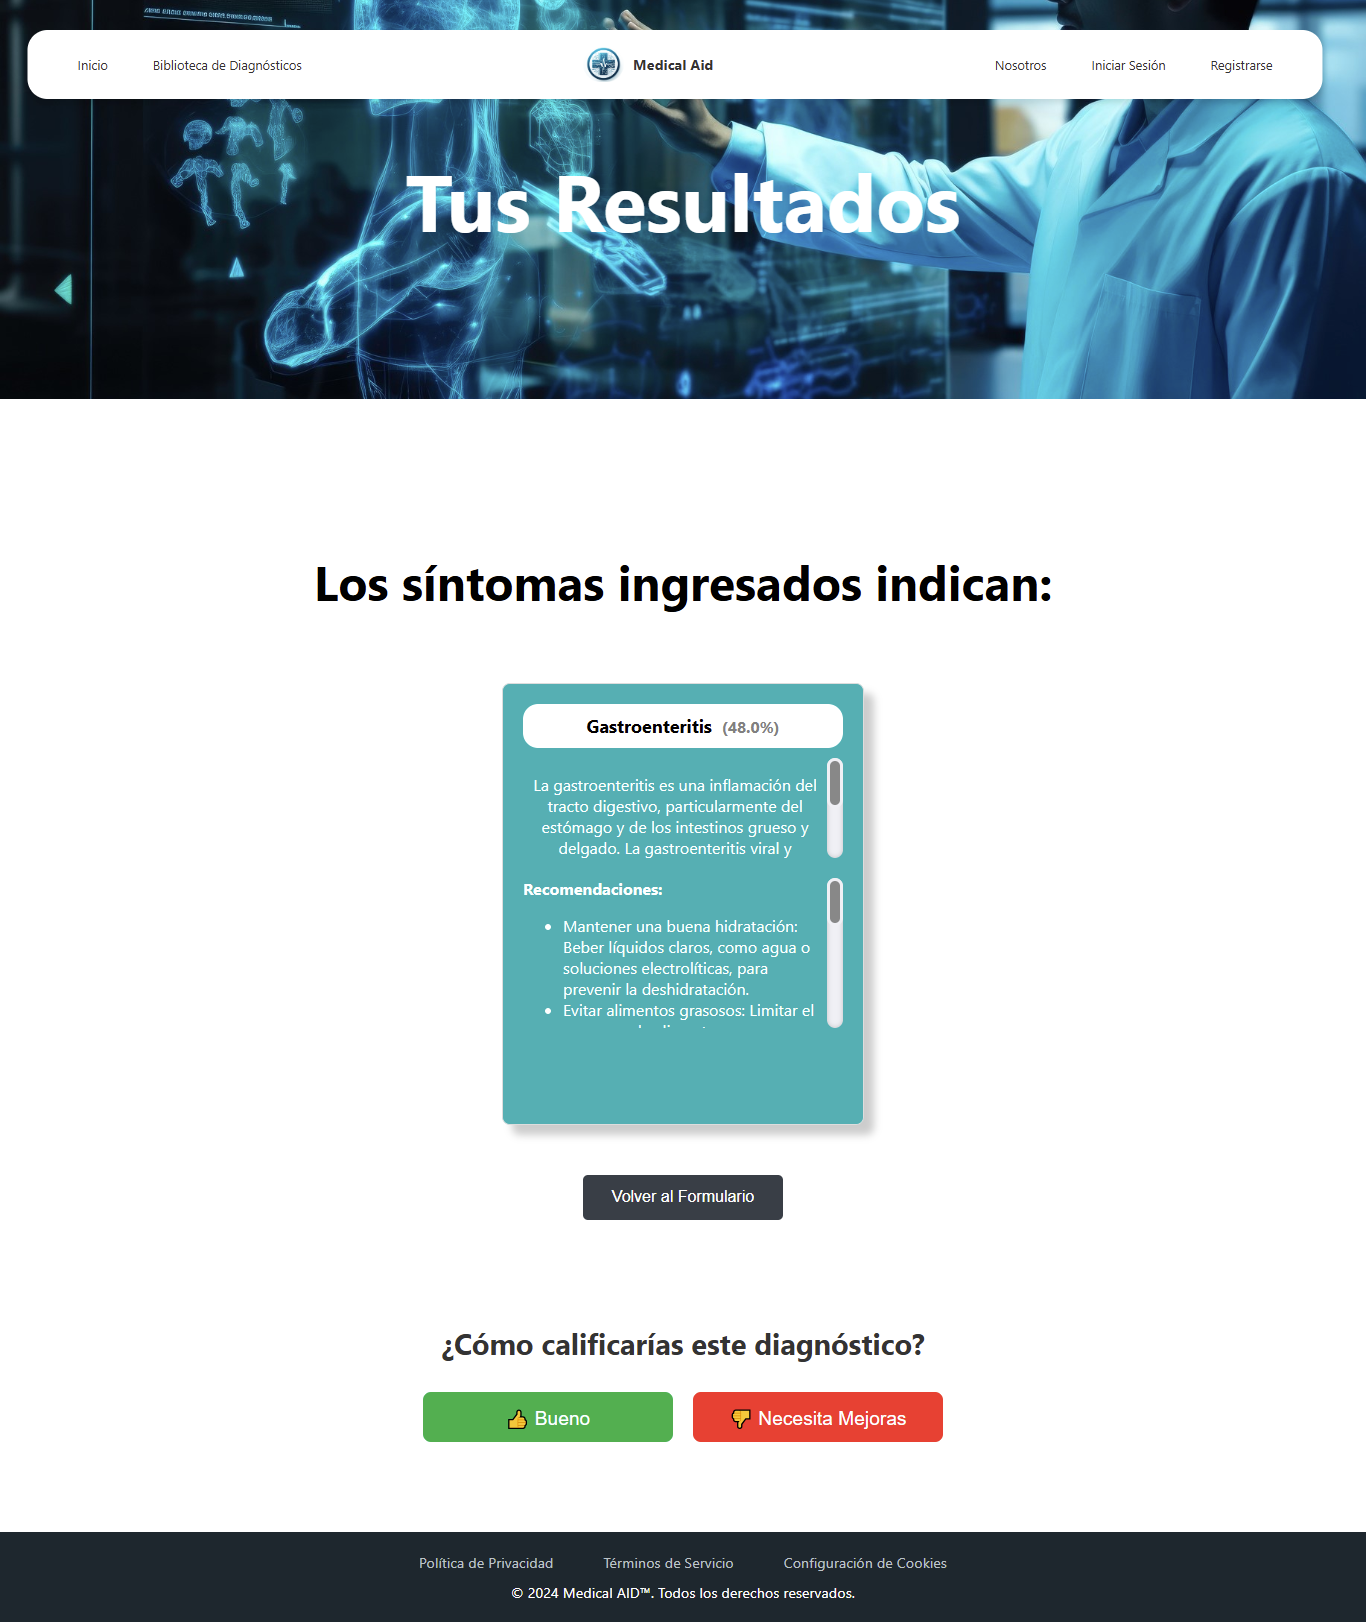 Inicio
Biblioteca de Diagnósticos
Medical Aid
Nosotros
Iniciar Sesión
Registrarse
Tus Resultados
Los síntomas ingresados indican:
Gastroenteritis (48.0%)
La gastroenteritis es una inflamación del
tracto digestivo, particularmente del
estómago y de los intestinos grueso y
delgado. La gastroenteritis viral y
Recomendaciones:
• Mantener una buena hidratación:
Beber líquidos claros, como agua o
soluciones electrolíticas, para
prevenir la deshidratación.
• Evitar alimentos grasosos: Limitar el
Volver al Formulario
¿Cómo calificarías este diagnóstico?
👍 Bueno
👎 Necesita Mejoras
Política de Privacidad
Términos de Servicio
Configuración de Cookies
© 2024 Medical AID™. Todos los derechos reservados.